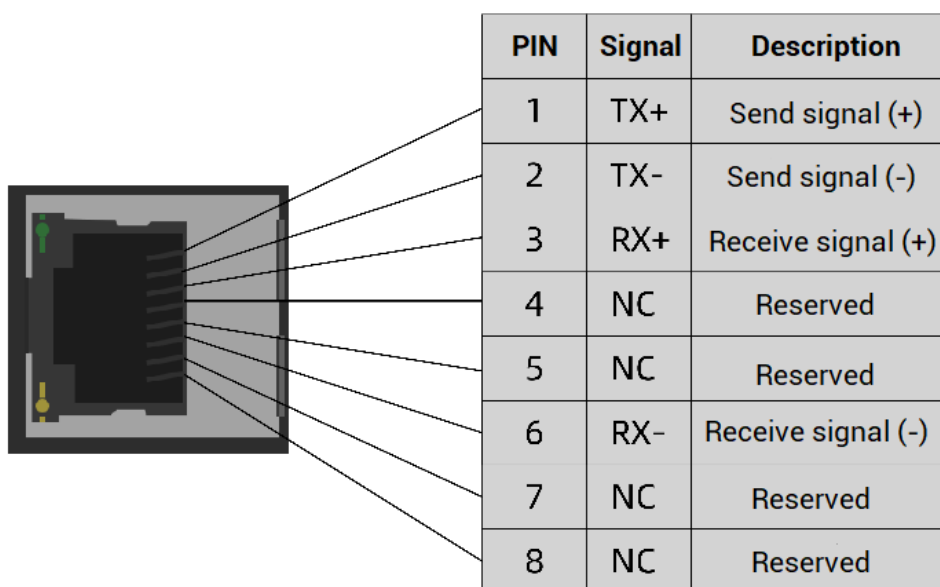 PIN Signal Description
1 TX+ Send signal (+)
2 TX- Send signal (-)
3 RX+ Receive signal (+)
4 NC Reserved
5 NC Reserved
6 RX- Receive signal (-)
7 NC Reserved
8 NC Reserved